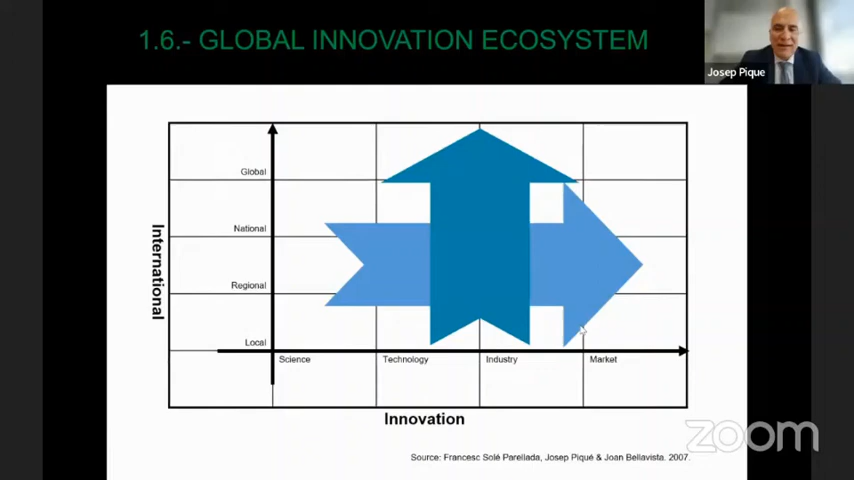 1.6.- GLOBAL INNOVATION ECOSYSTEM
Josep Pique
Global
National
Regional
Local
International
Science
Technology
Industry
Market
Innovation
zoom
Source: Francesc Solé Parellada, Josep Piqué & Joan Bellavista. 2007.